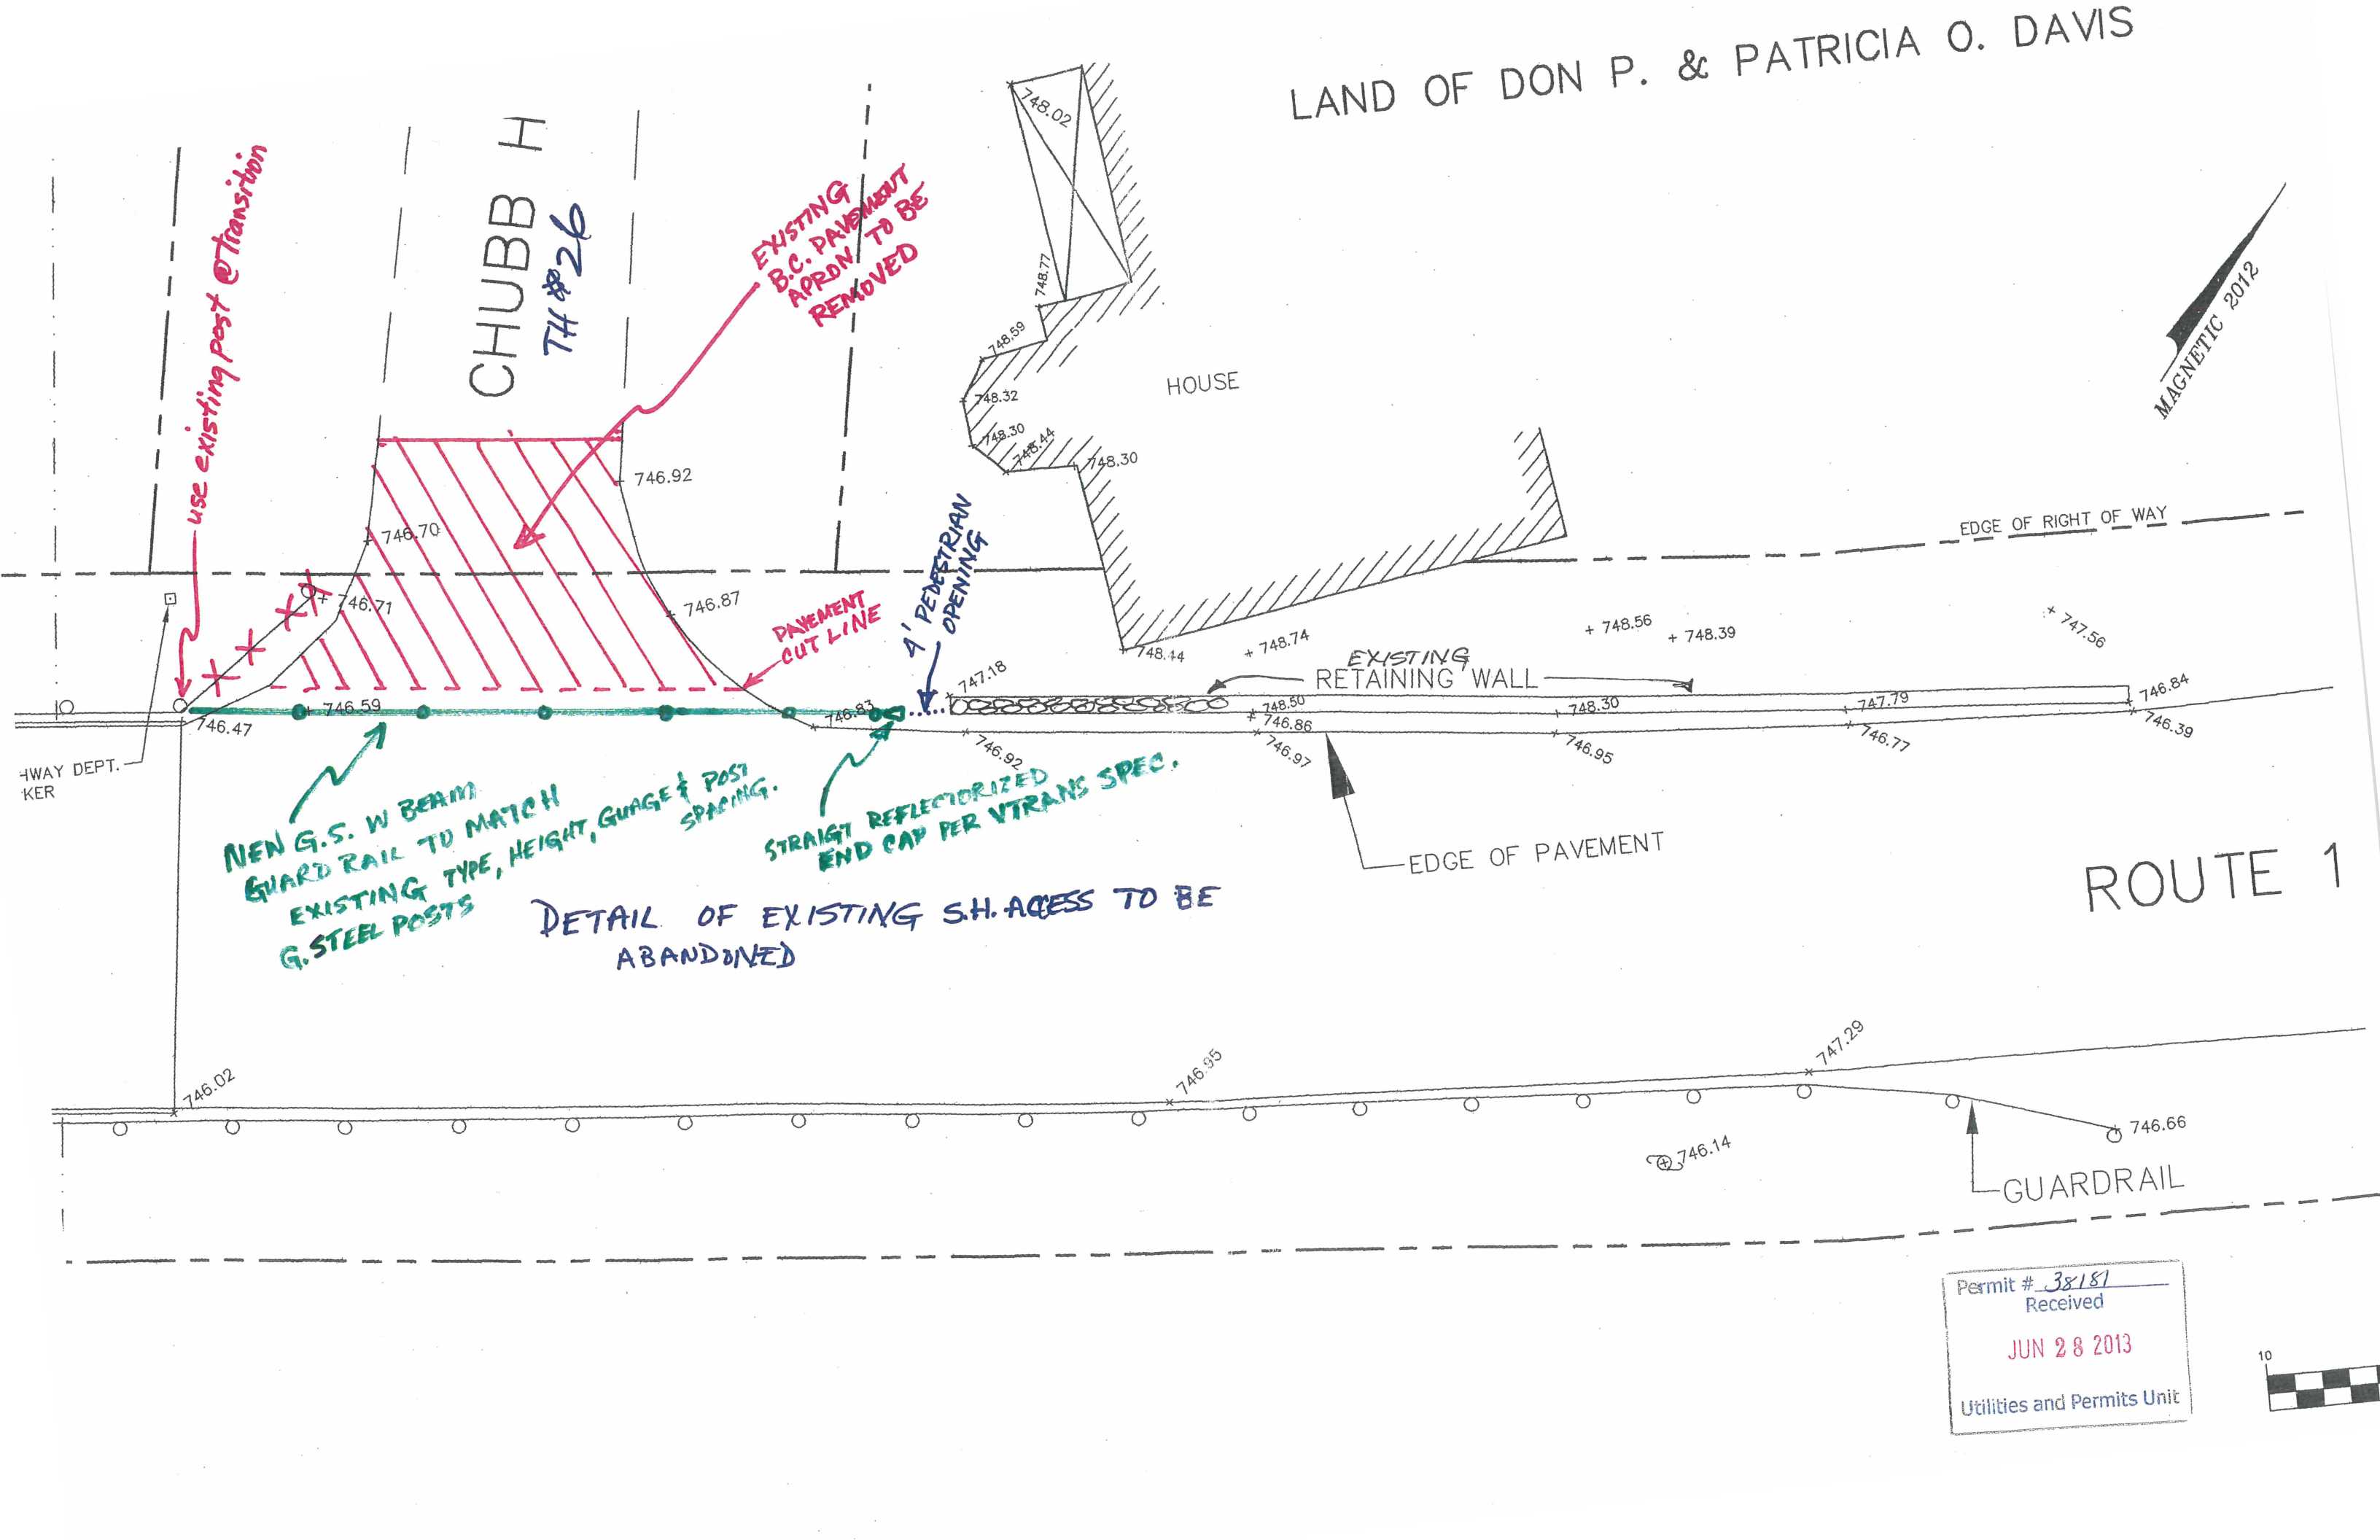 LAND OF DON P. & PATRICIA O. DAVIS
use existing post @ Transition
CHUBB H
TH # 26
EXISTING
B.C. PAVEMENT
APRON TO BE
REMOVED
748.02
748.77
748.59
748.32
748.30
748.44
748.30
HOUSE
MAGNETIC 2012
746.92
746.70
EDGE OF RIGHT OF WAY
746.71
746.87
PAVEMENT
CUT LINE
4' PEDESTRIAN
OPENING
748.44
748.74
748.56
748.39
747.56
747.18
EXISTING
RETAINING WALL
746.59
746.47
746.83
748.50
746.86
748.30
747.79
746.84
746.39
746.92
746.97
746.95
746.77
HWAY DEPT.
KER
NEW G.S. W BEAM
GUARD RAIL TO MATCH
EXISTING TYPE, HEIGHT, GUAGE & POST
SPACING.
G. STEEL POSTS
STRAIGT REFLECTORIZED
END CAP PER VTRANS SPEC.
EDGE OF PAVEMENT
ROUTE 1
DETAIL OF EXISTING S.H. ACCESS TO BE
ABANDONED
746.02
746.95
747.29
746.14
746.66
GUARDRAIL
Permit # 38181
Received
JUN 28 2013
Utilities and Permits Unit
10